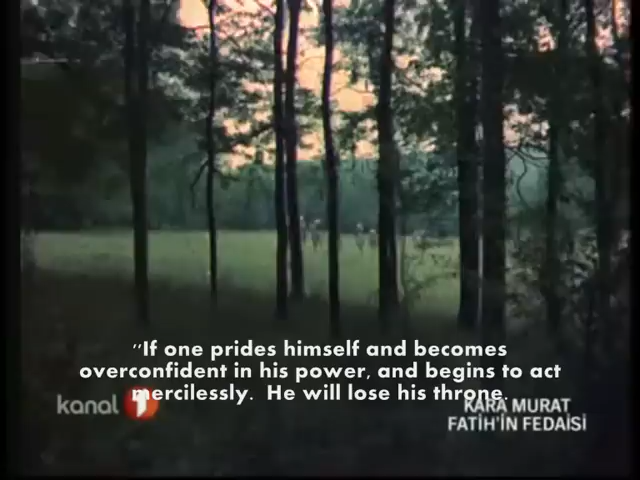 ″If one prides himself and becomes
overconfident in his power, and begins to act
mercilessly. He will lose his throne.
kanal 1
KARA MURAT
FATİH'İN FEDAİSİ